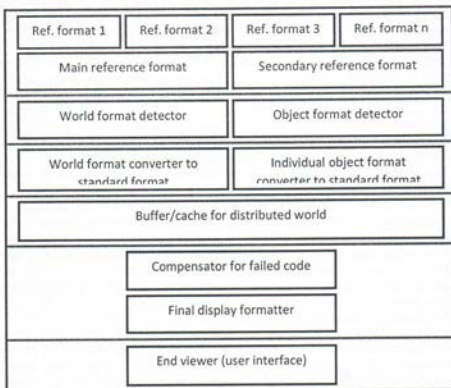 Ref. format 1 Ref. format 2 Ref. format 3 Ref. format n
Main reference format Secondary reference format
World format detector Object format detector
World format converter to Individual object format
standard format converter to standard format
Buffer/cache for distributed world
Compensator for failed code
Final display formatter
End viewer (user interface)